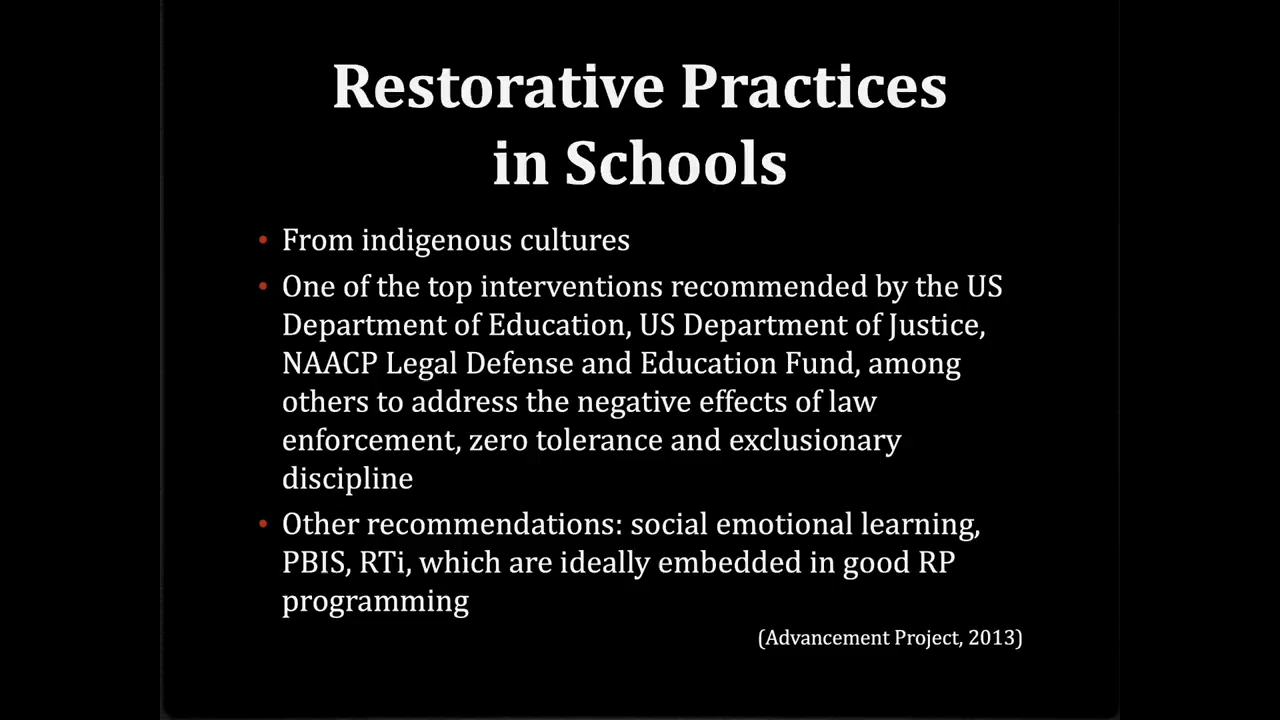 Restorative Practices
in Schools
• From indigenous cultures
• One of the top interventions recommended by the US
Department of Education, US Department of Justice,
NAACP Legal Defense and Education Fund, among
others to address the negative effects of law
enforcement, zero tolerance and exclusionary
discipline
• Other recommendations: social emotional learning,
PBIS, RTi, which are ideally embedded in good RP
programming
(Advancement Project, 2013)